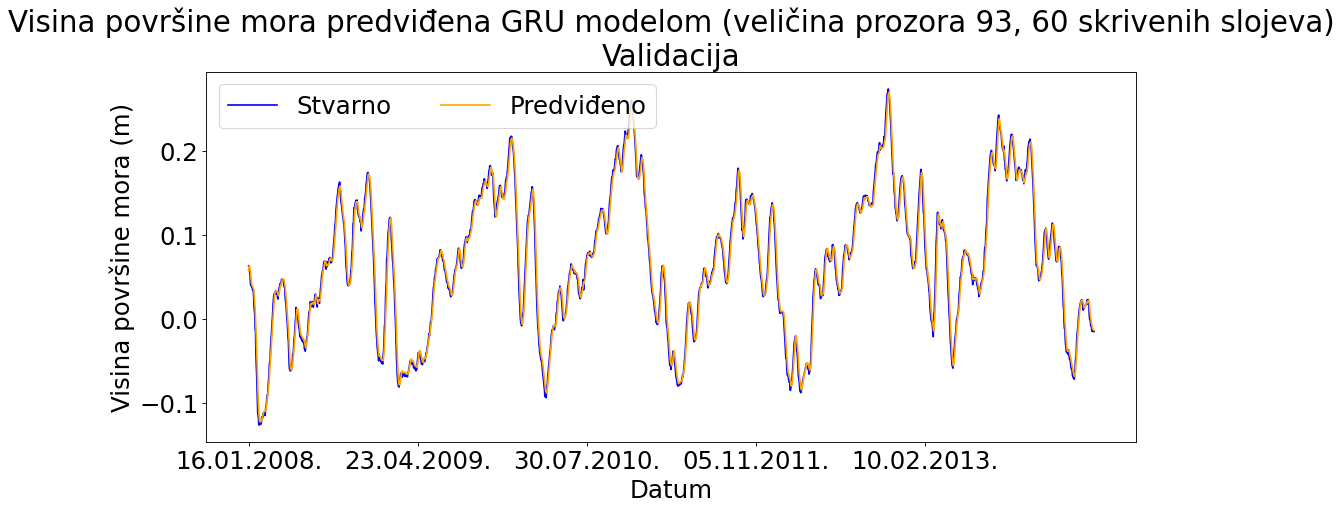 Visina površine mora predviđena GRU modelom (veličina prozora 93, 60 skrivenih slojeva)
Validacija
Stvarno
Predviđeno
Visina površine mora (m)
0.2
0.1
0.0
−0.1
16.01.2008.
23.04.2009.
30.07.2010.
05.11.2011.
10.02.2013.
Datum